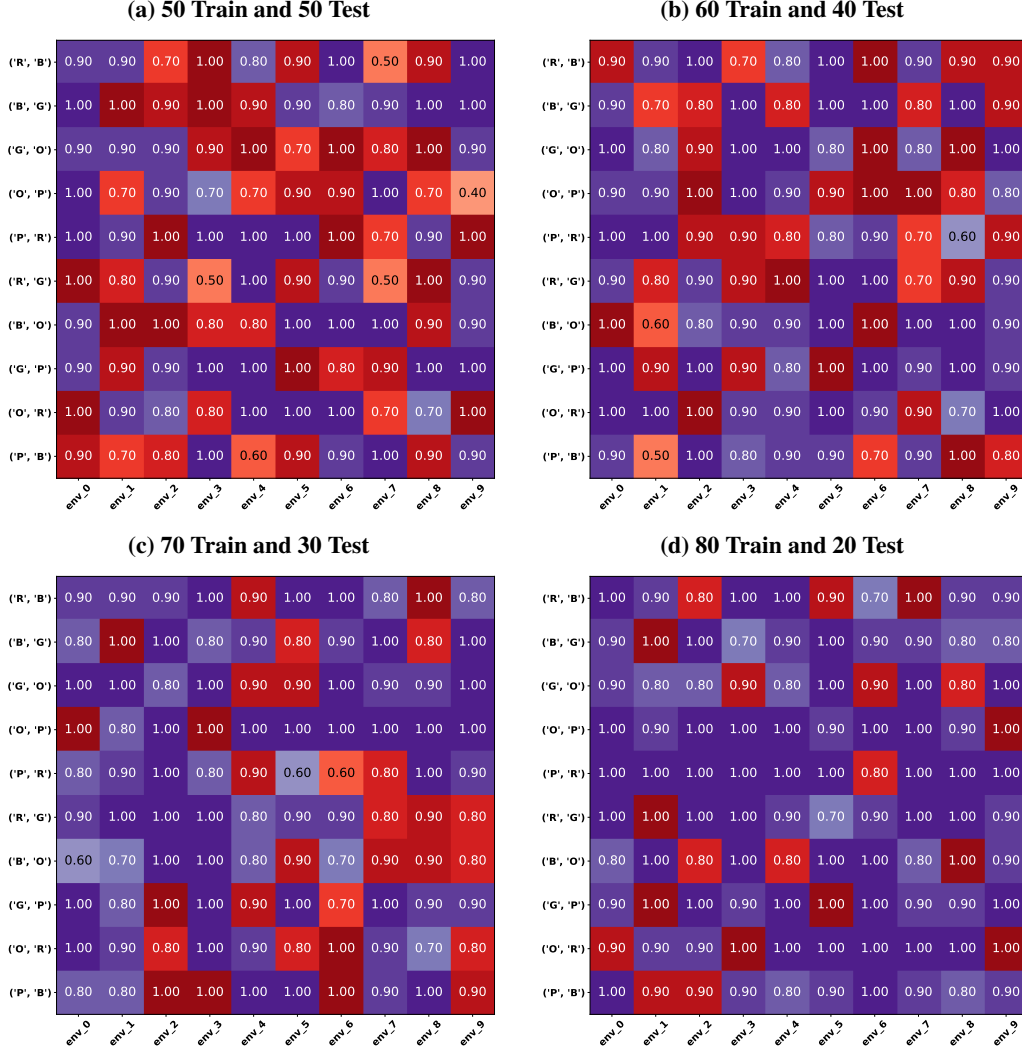 (a) 50 Train and 50 Test
('R', 'B') 0.90 0.90 0.70 1.00 0.80 0.90 1.00 0.50 0.90 1.00
('B', 'G') 1.00 1.00 0.90 1.00 0.90 0.90 0.80 0.90 1.00 1.00
('G', 'O') 0.90 0.90 0.90 0.90 1.00 0.70 1.00 0.80 1.00 0.90
('O', 'P') 1.00 0.70 0.90 0.70 0.70 0.90 0.90 1.00 0.70 0.40
('P', 'R') 1.00 0.90 1.00 1.00 1.00 1.00 1.00 0.70 0.90 1.00
('R', 'G') 1.00 0.80 0.90 0.50 1.00 0.90 0.90 0.50 1.00 0.90
('B', 'O') 0.90 1.00 1.00 0.80 0.80 1.00 1.00 1.00 0.90 0.90
('G', 'P') 0.90 0.90 0.90 1.00 1.00 1.00 0.80 0.90 1.00 1.00
('O', 'R') 1.00 0.90 0.80 0.80 1.00 1.00 1.00 0.70 0.70 1.00
('P', 'B') 0.90 0.70 0.80 1.00 0.60 0.90 0.90 1.00 0.90 0.90
env_0 env_1 env_2 env_3 env_4 env_5 env_6 env_7 env_8 env_9
(b) 60 Train and 40 Test
('R', 'B') 0.90 0.90 1.00 0.70 0.80 1.00 1.00 0.90 0.90 0.90
('B', 'G') 0.90 0.70 0.80 1.00 0.80 1.00 1.00 0.80 1.00 0.90
('G', 'O') 1.00 0.80 0.90 1.00 1.00 0.80 1.00 0.80 1.00 1.00
('O', 'P') 0.90 0.90 1.00 1.00 1.00 0.90 1.00 1.00 0.80 0.80
('P', 'R') 1.00 1.00 0.90 0.90 0.80 0.80 0.90 0.70 0.60 0.90
('R', 'G') 0.90 0.80 0.90 0.90 1.00 1.00 1.00 0.70 0.90 0.90
('B', 'O') 1.00 0.60 0.80 0.90 0.90 1.00 1.00 1.00 1.00 0.90
('G', 'P') 1.00 0.90 1.00 0.90 0.80 1.00 1.00 0.90 1.00 0.90
('O', 'R') 1.00 1.00 1.00 0.90 0.90 1.00 0.90 0.90 0.70 1.00
('P', 'B') 0.90 0.50 1.00 0.80 0.90 0.90 0.70 0.90 1.00 0.80
env_0 env_1 env_2 env_3 env_4 env_5 env_6 env_7 env_8 env_9
(c) 70 Train and 30 Test
('R', 'B') 0.90 0.90 0.90 1.00 0.90 1.00 1.00 0.80 1.00 0.80
('B', 'G') 0.80 1.00 1.00 0.80 0.90 0.80 0.90 1.00 0.80 1.00
('G', 'O') 1.00 1.00 0.80 1.00 0.90 0.90 1.00 0.90 0.90 1.00
('O', 'P') 1.00 0.80 1.00 1.00 1.00 1.00 1.00 1.00 1.00 1.00
('P', 'R') 0.80 0.90 1.00 0.80 0.90 0.60 0.60 0.80 1.00 0.90
('R', 'G') 0.90 1.00 1.00 1.00 0.80 0.90 0.90 0.80 0.90 0.80
('B', 'O') 0.60 0.70 1.00 1.00 0.80 0.90 0.70 0.90 0.90 0.80
('G', 'P') 1.00 0.80 1.00 1.00 0.90 1.00 0.70 1.00 0.90 0.90
('O', 'R') 1.00 0.90 0.80 1.00 0.90 0.80 1.00 0.90 0.70 0.80
('P', 'B') 0.80 0.80 1.00 1.00 1.00 1.00 1.00 0.90 1.00 0.90
env_0 env_1 env_2 env_3 env_4 env_5 env_6 env_7 env_8 env_9
(d) 80 Train and 20 Test
('R', 'B') 1.00 0.90 0.80 1.00 1.00 0.90 0.70 1.00 0.90 0.90
('B', 'G') 0.90 1.00 1.00 0.70 0.90 1.00 0.90 0.90 0.80 0.80
('G', 'O') 0.90 0.80 0.80 0.90 0.80 1.00 0.90 1.00 0.80 1.00
('O', 'P') 1.00 0.90 1.00 1.00 1.00 0.90 1.00 1.00 0.90 1.00
('P', 'R') 1.00 1.00 1.00 1.00 1.00 1.00 0.80 1.00 1.00 1.00
('R', 'G') 1.00 1.00 1.00 1.00 0.90 0.70 0.90 1.00 1.00 0.90
('B', 'O') 0.80 1.00 0.80 1.00 0.80 1.00 1.00 0.80 1.00 0.90
('G', 'P') 0.90 1.00 1.00 0.90 1.00 1.00 1.00 0.90 0.90 1.00
('O', 'R') 0.90 0.90 0.90 1.00 1.00 1.00 1.00 1.00 1.00 1.00
('P', 'B') 1.00 0.90 0.90 0.90 0.80 0.90 1.00 0.90 0.80 0.90
env_0 env_1 env_2 env_3 env_4 env_5 env_6 env_7 env_8 env_9